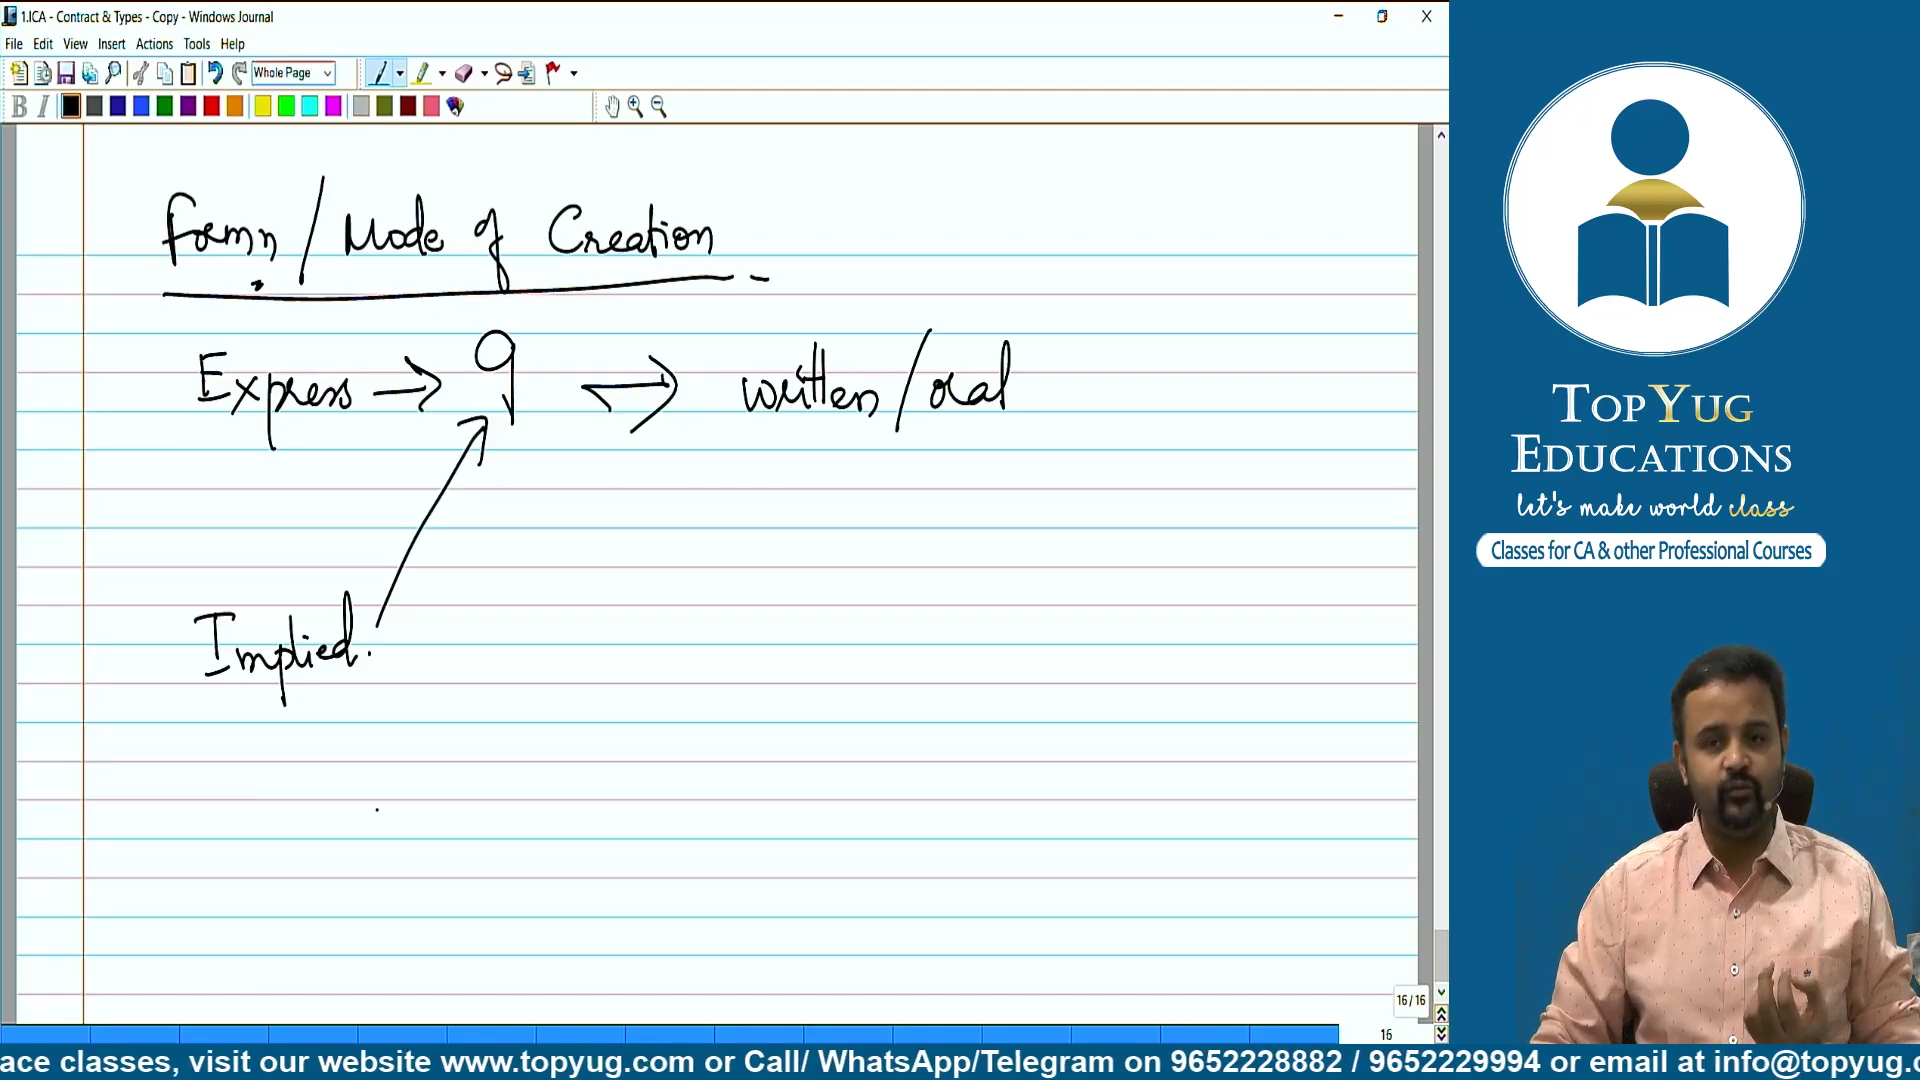 1.ICA - Contract & Types - Copy - Windows Journal
File Edit View Insert Actions Tools Help
Whole Page
B I
Formn / Mode of Creation
Express → 9 written / oral
Implied.
16 / 16
16
TOPYUG
EDUCATIONS
let's make world class
Classes for CA & other Professional Courses
ace classes, visit our website www.topyug.com or Call/ WhatsApp/Telegram on 9652228882 / 9652229994 or email at info@topyug.c